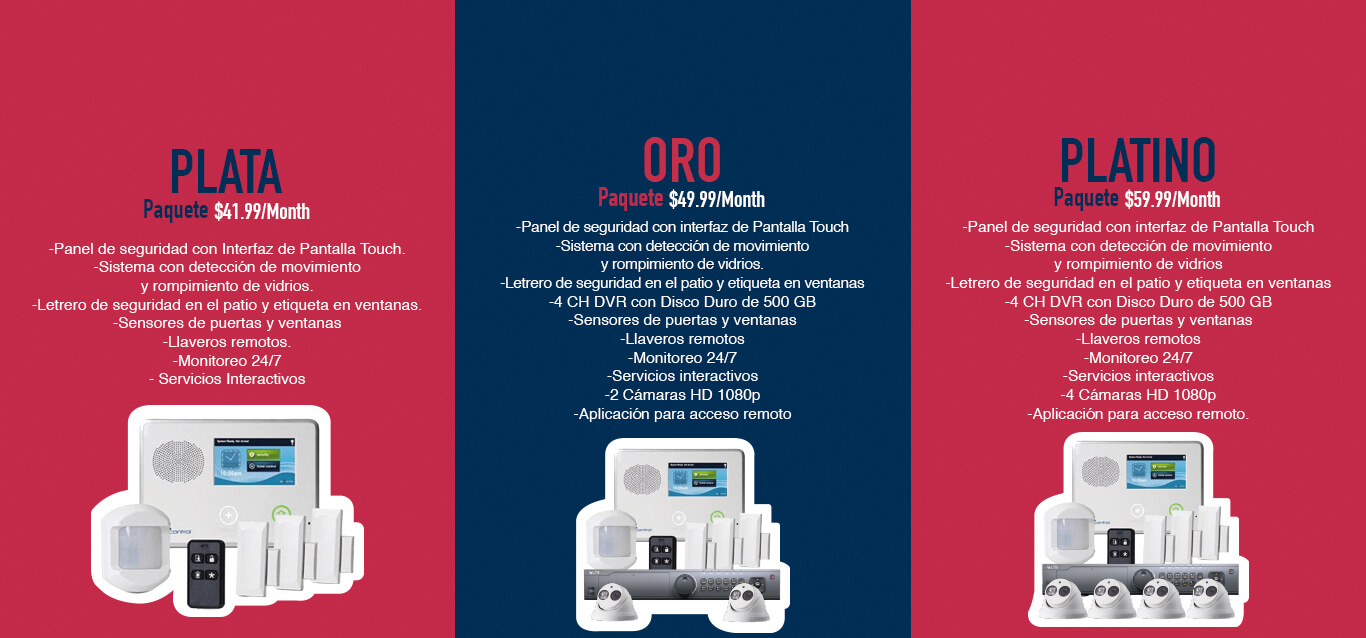 PLATA
Paquete $41.99/Month
-Panel de seguridad con Interfaz de Pantalla Touch.
-Sistema con detección de movimiento
y rompimiento de vidrios.
-Letrero de seguridad en el patio y etiqueta en ventanas.
-Sensores de puertas y ventanas
-Llaveros remotos.
-Monitoreo 24/7
- Servicios Interactivos
ORO
Paquete $49.99/Month
-Panel de seguridad con interfaz de Pantalla Touch
-Sistema con detección de movimiento
y rompimiento de vidrios.
-Letrero de seguridad en el patio y etiqueta en ventanas
-4 CH DVR con Disco Duro de 500 GB
-Sensores de puertas y ventanas
-Llaveros remotos
-Monitoreo 24/7
-Servicios interactivos
-2 Cámaras HD 1080p
-Aplicación para acceso remoto
PLATINO
Paquete $59.99/Month
-Panel de seguridad con interfaz de Pantalla Touch
-Sistema con detección de movimiento
y rompimiento de vidrios
-Letrero de seguridad en el patio y etiqueta en ventanas
-4 CH DVR con Disco Duro de 500 GB
-Sensores de puertas y ventanas
-Llaveros remotos
-Monitoreo 24/7
-Servicios interactivos
-4 Cámaras HD 1080p
-Aplicación para acceso remoto.